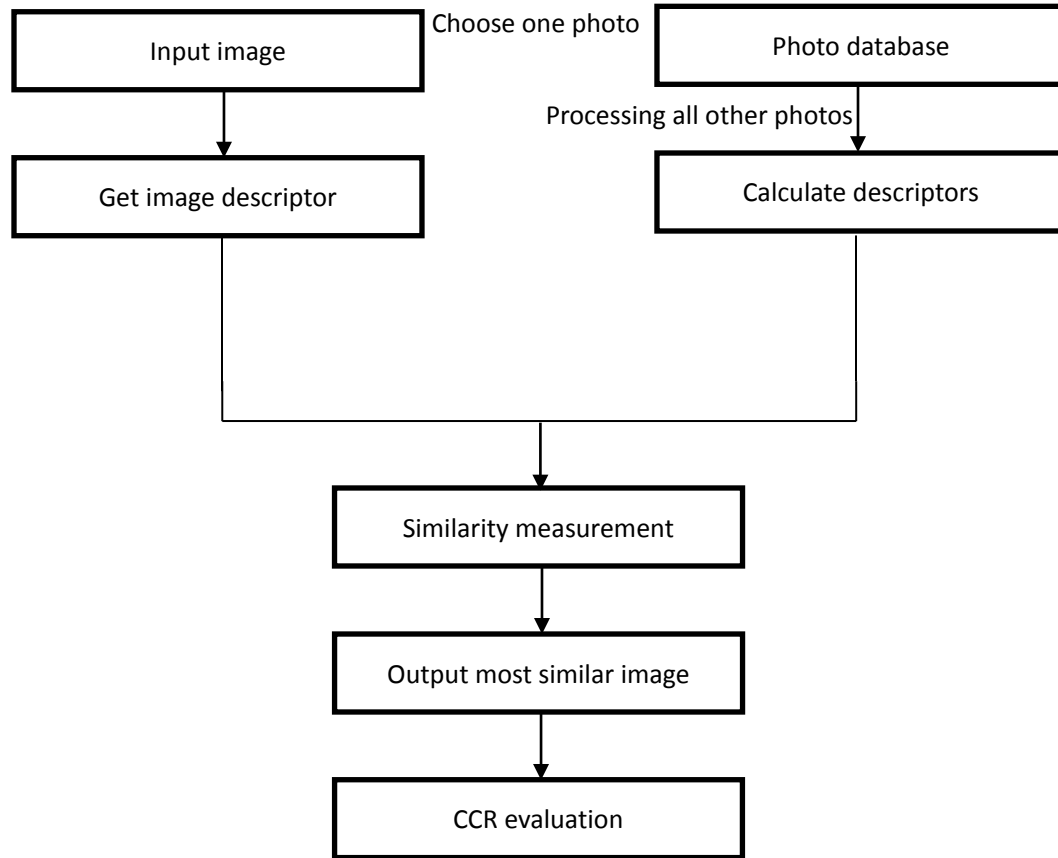 Input image
Choose one photo
Photo database
Processing all other photos
Get image descriptor
Calculate descriptors
Similarity measurement
Output most similar image
CCR evaluation